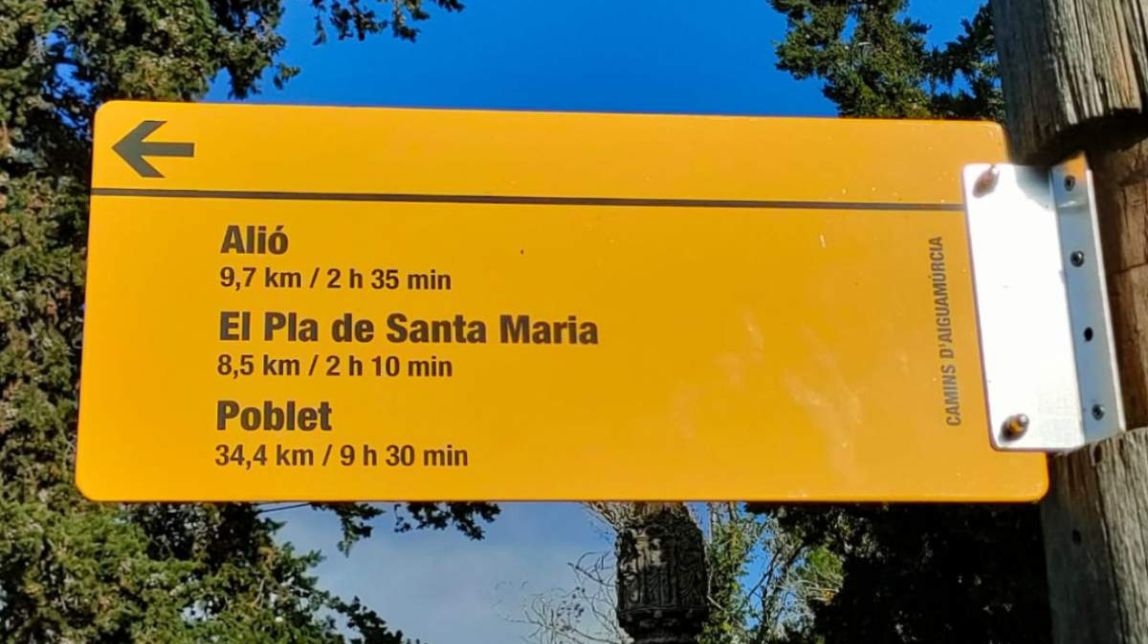 Alió
9,7 km / 2 h 35 min
El Pla de Santa Maria
8,5 km / 2 h 10 min
Poblet
34,4 km / 9 h 30 min
CAMINS D'AIGUAMÚRCIA